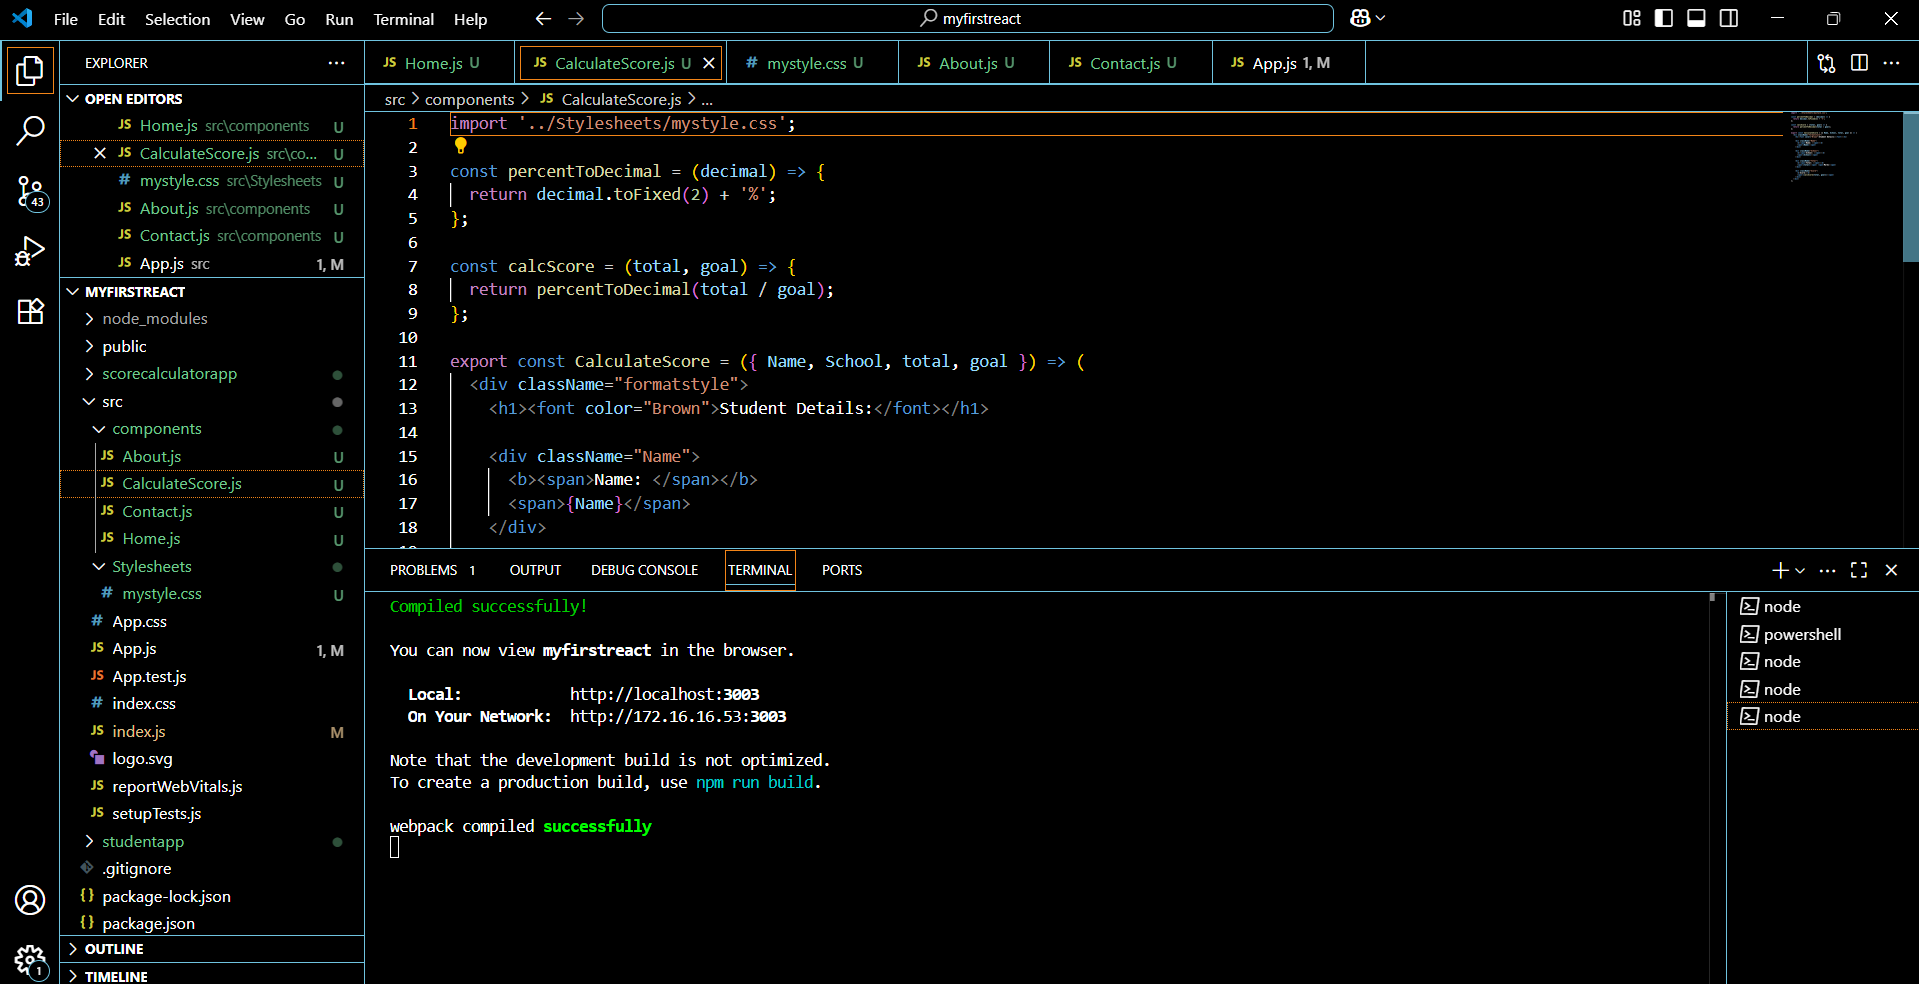 File Edit Selection View Go Run Terminal Help myfirstreact
EXPLORER
OPEN EDITORS
JS Home.js src\components U
JS CalculateScore.js src\co... U
# mystyle.css src\Stylesheets U
JS About.js src\components U
JS Contact.js src\components U
JS App.js src 1, M
MYFIRSTREACT
node_modules
public
scorecalculatorapp
src
components
JS About.js U
JS CalculateScore.js U
JS Contact.js U
JS Home.js U
Stylesheets
# mystyle.css U
# App.css
JS App.js 1, M
JS App.test.js
# index.css
JS index.js M
logo.svg
JS reportWebVitals.js
JS setupTests.js
studentapp
.gitignore
{} package-lock.json
{} package.json
OUTLINE
TIMELINE
43
1
JS Home.js U JS CalculateScore.js U # mystyle.css U JS About.js U JS Contact.js U JS App.js 1, M
src > components > JS CalculateScore.js > ...
1 import '../Stylesheets/mystyle.css';
2
3 const percentToDecimal = (decimal) => {
4 return decimal.toFixed(2) + '%';
5 };
6
7 const calcScore = (total, goal) => {
8 return percentToDecimal(total / goal);
9 };
10
11 export const CalculateScore = ({ Name, School, total, goal }) => (
12 <div className="formatstyle">
13 <h1><font color="Brown">Student Details:</font></h1>
14
15 <div className="Name">
16 <b><span>Name: </span></b>
17 <span>{Name}</span>
18 </div>
PROBLEMS 1 OUTPUT DEBUG CONSOLE TERMINAL PORTS
Compiled successfully!
You can now view myfirstreact in the browser.
Local: http://localhost:3003
On Your Network: http://172.16.16.53:3003
Note that the development build is not optimized.
To create a production build, use npm run build.
webpack compiled successfully
node
powershell
node
node
node